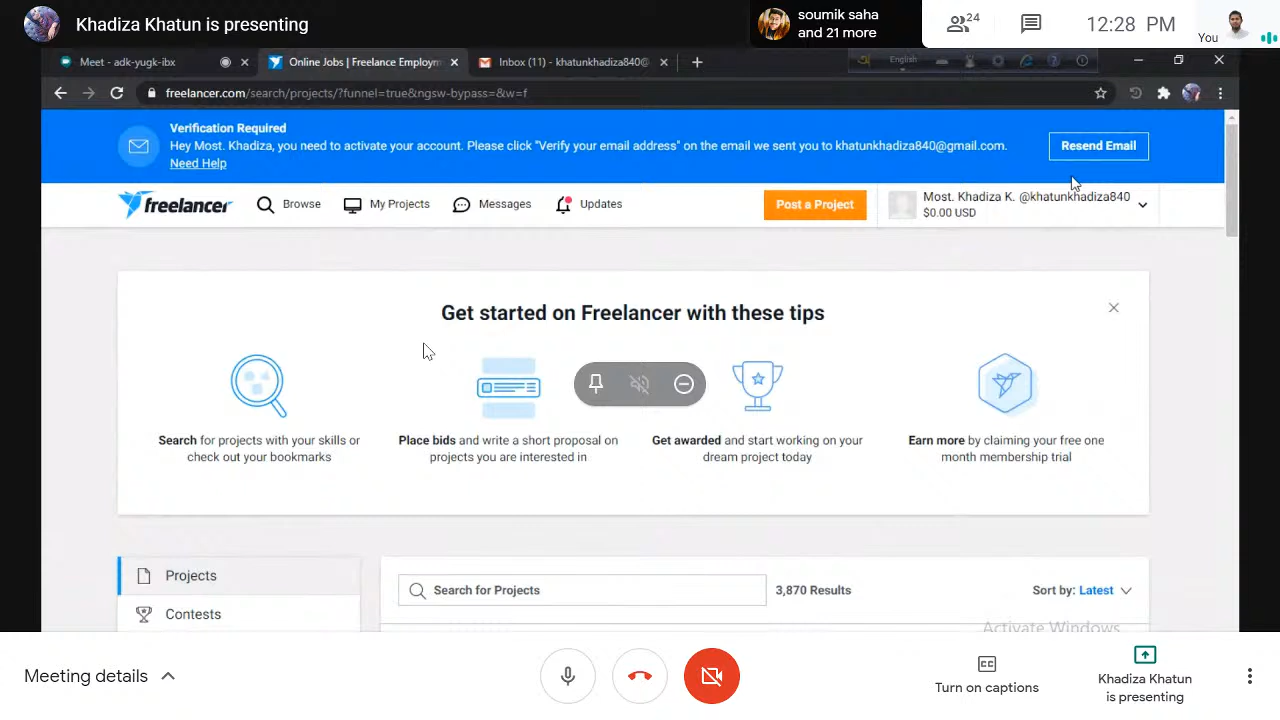 Khadiza Khatun is presenting
soumik saha
and 21 more
24
12:28 PM
You
Meet - adk-yugk-ibx
Online Jobs | Freelance Employm
Inbox (11) - khatunkhadiza840@
English
freelancer.com/search/projects/?funnel=true&ngsw-bypass=&w=f
Verification Required
Hey Most. Khadiza, you need to activate your account. Please click "Verify your email address" on the email we sent you to khatunkhadiza840@gmail.com.
Need Help
Resend Email
freelancer
Browse
My Projects
Messages
Updates
Post a Project
Most. Khadiza K. @khatunkhadiza840
$0.00 USD
Get started on Freelancer with these tips
Search for projects with your skills or
check out your bookmarks
Place bids and write a short proposal on
projects you are interested in
Get awarded and start working on your
dream project today
Earn more by claiming your free one
month membership trial
Projects
Contests
Search for Projects
3,870 Results
Sort by: Latest
Activate Windows
Meeting details
Turn on captions
Khadiza Khatun
is presenting